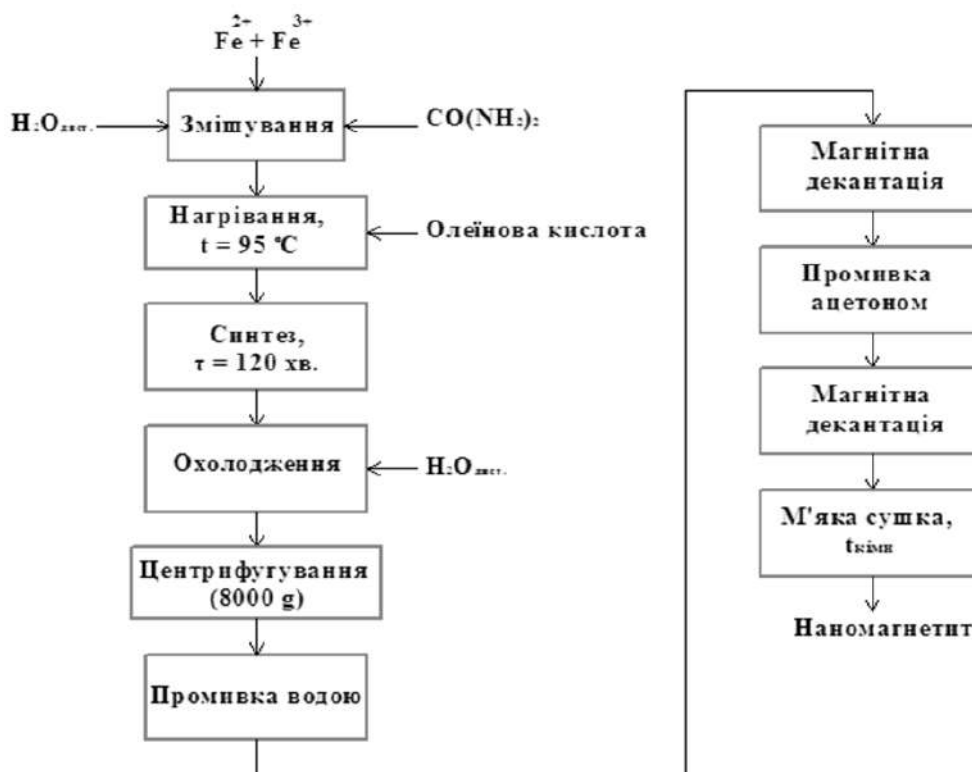 Fe²⁺ + Fe³⁺
H₂Oдист.
Змішування
CO(NH₂)₂
Нагрівання,
t = 95 °C
Олеїнова кислота
Синтез,
τ = 120 хв.
Охолодження
H₂Oдист.
Центрифугування
(8000 g)
Промивка водою
Магнітна
декантація
Промивка
ацетоном
Магнітна
декантація
М'яка сушка,
tкімн
Наномагнетит